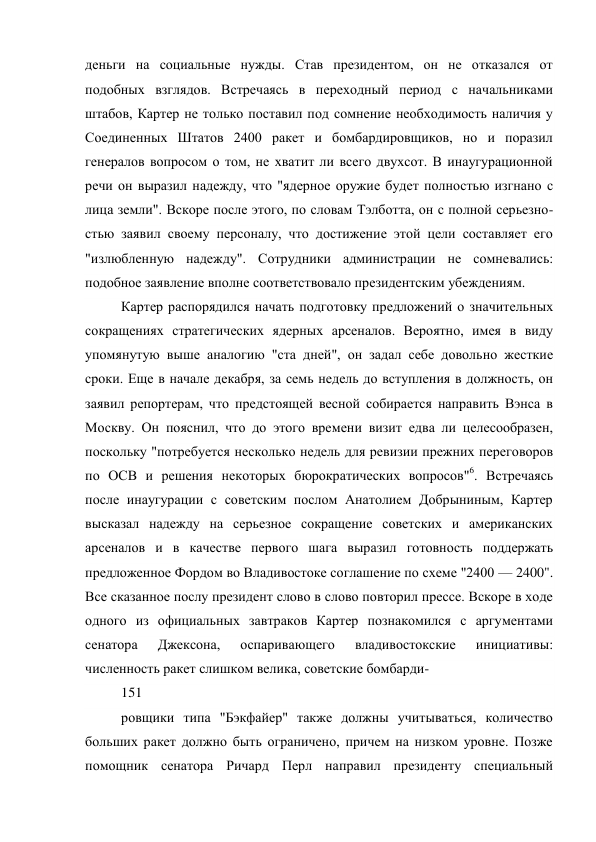 деньги на социальные нужды. Став президентом, он не отказался от
подобных взглядов. Встречаясь в переходный период с начальниками
штабов, Картер не только поставил под сомнение необходимость наличия у
Соединенных Штатов 2400 ракет и бомбардировщиков, но и поразил
генералов вопросом о том, не хватит ли всего двухсот. В инаугурационной
речи он выразил надежду, что "ядерное оружие будет полностью изгнано с
лица земли". Вскоре после этого, по словам Тэлботта, он с полной серьезно-
стью заявил своему персоналу, что достижение этой цели составляет его
"излюбленную надежду". Сотрудники администрации не сомневались:
подобное заявление вполне соответствовало президентским убеждениям.
Картер распорядился начать подготовку предложений о значительных
сокращениях стратегических ядерных арсеналов. Вероятно, имея в виду
упомянутую выше аналогию "ста дней", он задал себе довольно жесткие
сроки. Еще в начале декабря, за семь недель до вступления в должность, он
заявил репортерам, что предстоящей весной собирается направить Вэнса в
Москву. Он пояснил, что до этого времени визит едва ли целесообразен,
поскольку "потребуется несколько недель для ревизии прежних переговоров
по ОСВ и решения некоторых бюрократических вопросов"6. Встречаясь
после инаугурации с советским послом Анатолием Добрыниным, Картер
высказал надежду на серьезное сокращение советских и американских
арсеналов и в качестве первого шага выразил готовность поддержать
предложенное Фордом во Владивостоке соглашение по схеме "2400 — 2400".
Все сказанное послу президент слово в слово повторил прессе. Вскоре в ходе
одного из официальных завтраков Картер познакомился с аргументами
сенатора Джексона, оспаривающего владивостокские инициативы:
численность ракет слишком велика, советские бомбарди-
151
ровщики типа "Бэкфайер" также должны учитываться, количество
больших ракет должно быть ограничено, причем на низком уровне. Позже
помощник сенатора Ричард Перл направил президенту специальный